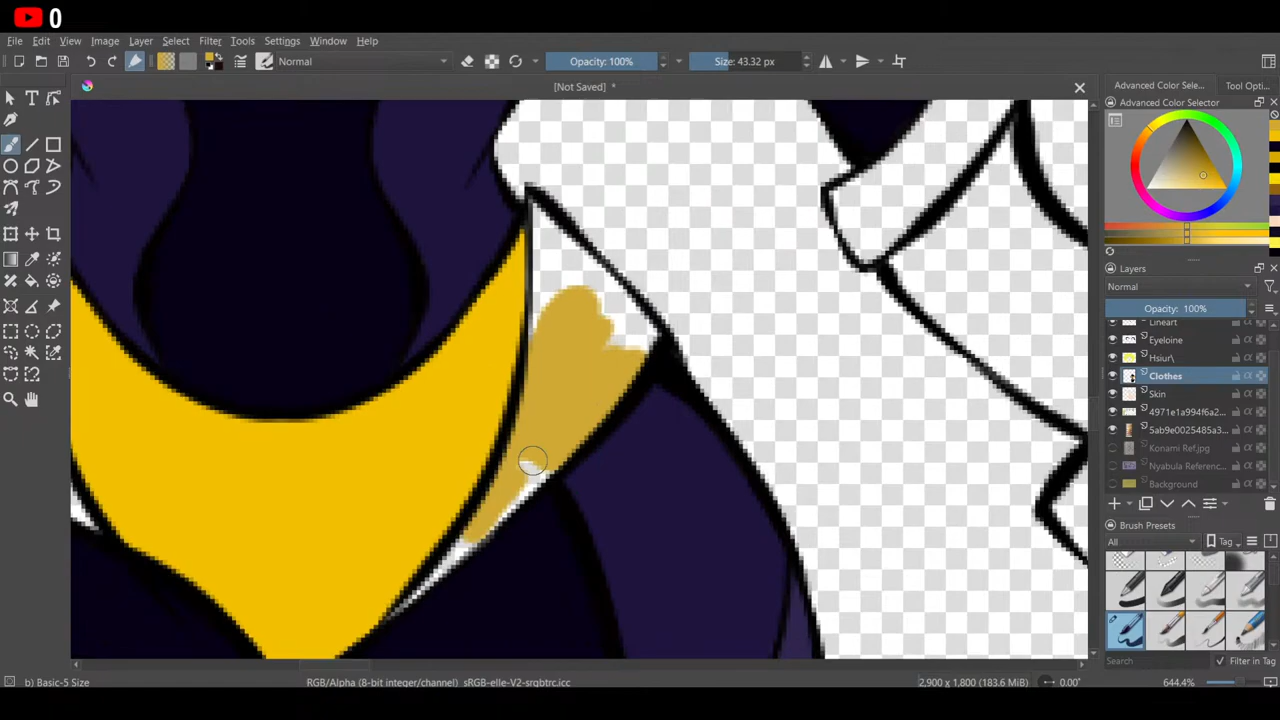 0
File Edit View Image Layer Select Filter Tools Settings Window Help
Normal Opacity: 100% Size: 43.32 px
[Not Saved] *
Advanced Color Sele... Tool Opti...
Advanced Color Selector
Layers
Normal
Opacity: 100%
Lineart
Eyeloine
Hsiur\
Clothes
Skin
4971e1a994f6a2...
5ab9e0025485a3...
Konami Ref.jpg
Nyabula Referenc...
Background
Brush Presets
All Tag
Search Filter in Tag
b) Basic-5 Size RGB/Alpha (8-bit integer/channel) sRGB-elle-V2-srgbtrc.icc 2,900 x 1,800 (183.6 MiB) 0.00° 644.4%